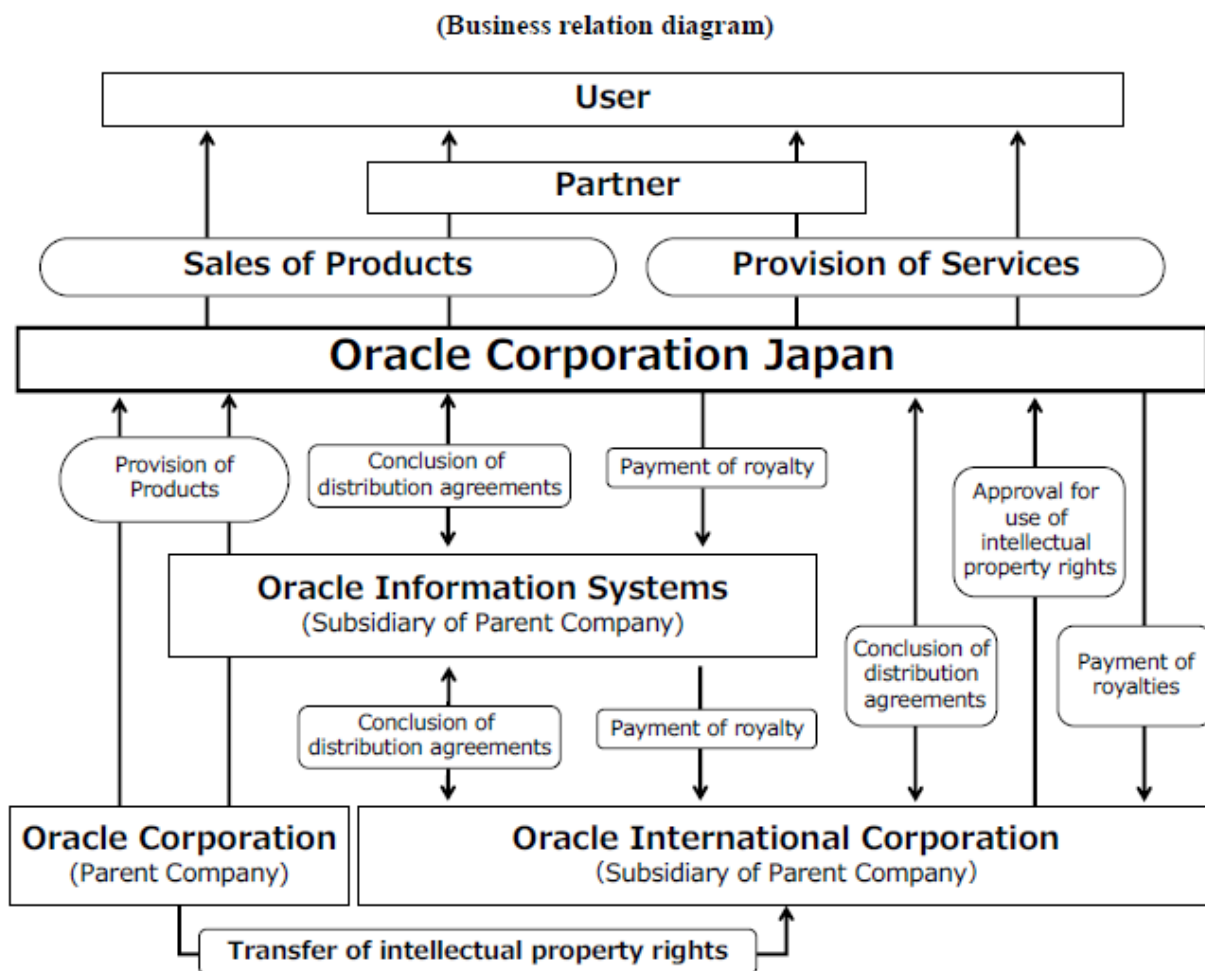 (Business relation diagram)
User
Partner
Sales of Products
Provision of Services
Oracle Corporation Japan
Provision of
Products
Conclusion of
distribution agreements
Payment of royalty
Approval for
use of
intellectual
property rights
Oracle Information Systems
(Subsidiary of Parent Company)
Conclusion of
distribution
agreements
Payment of
royalties
Conclusion of
distribution agreements
Payment of royalty
Oracle Corporation
(Parent Company)
Oracle International Corporation
(Subsidiary of Parent Company)
Transfer of intellectual property rights